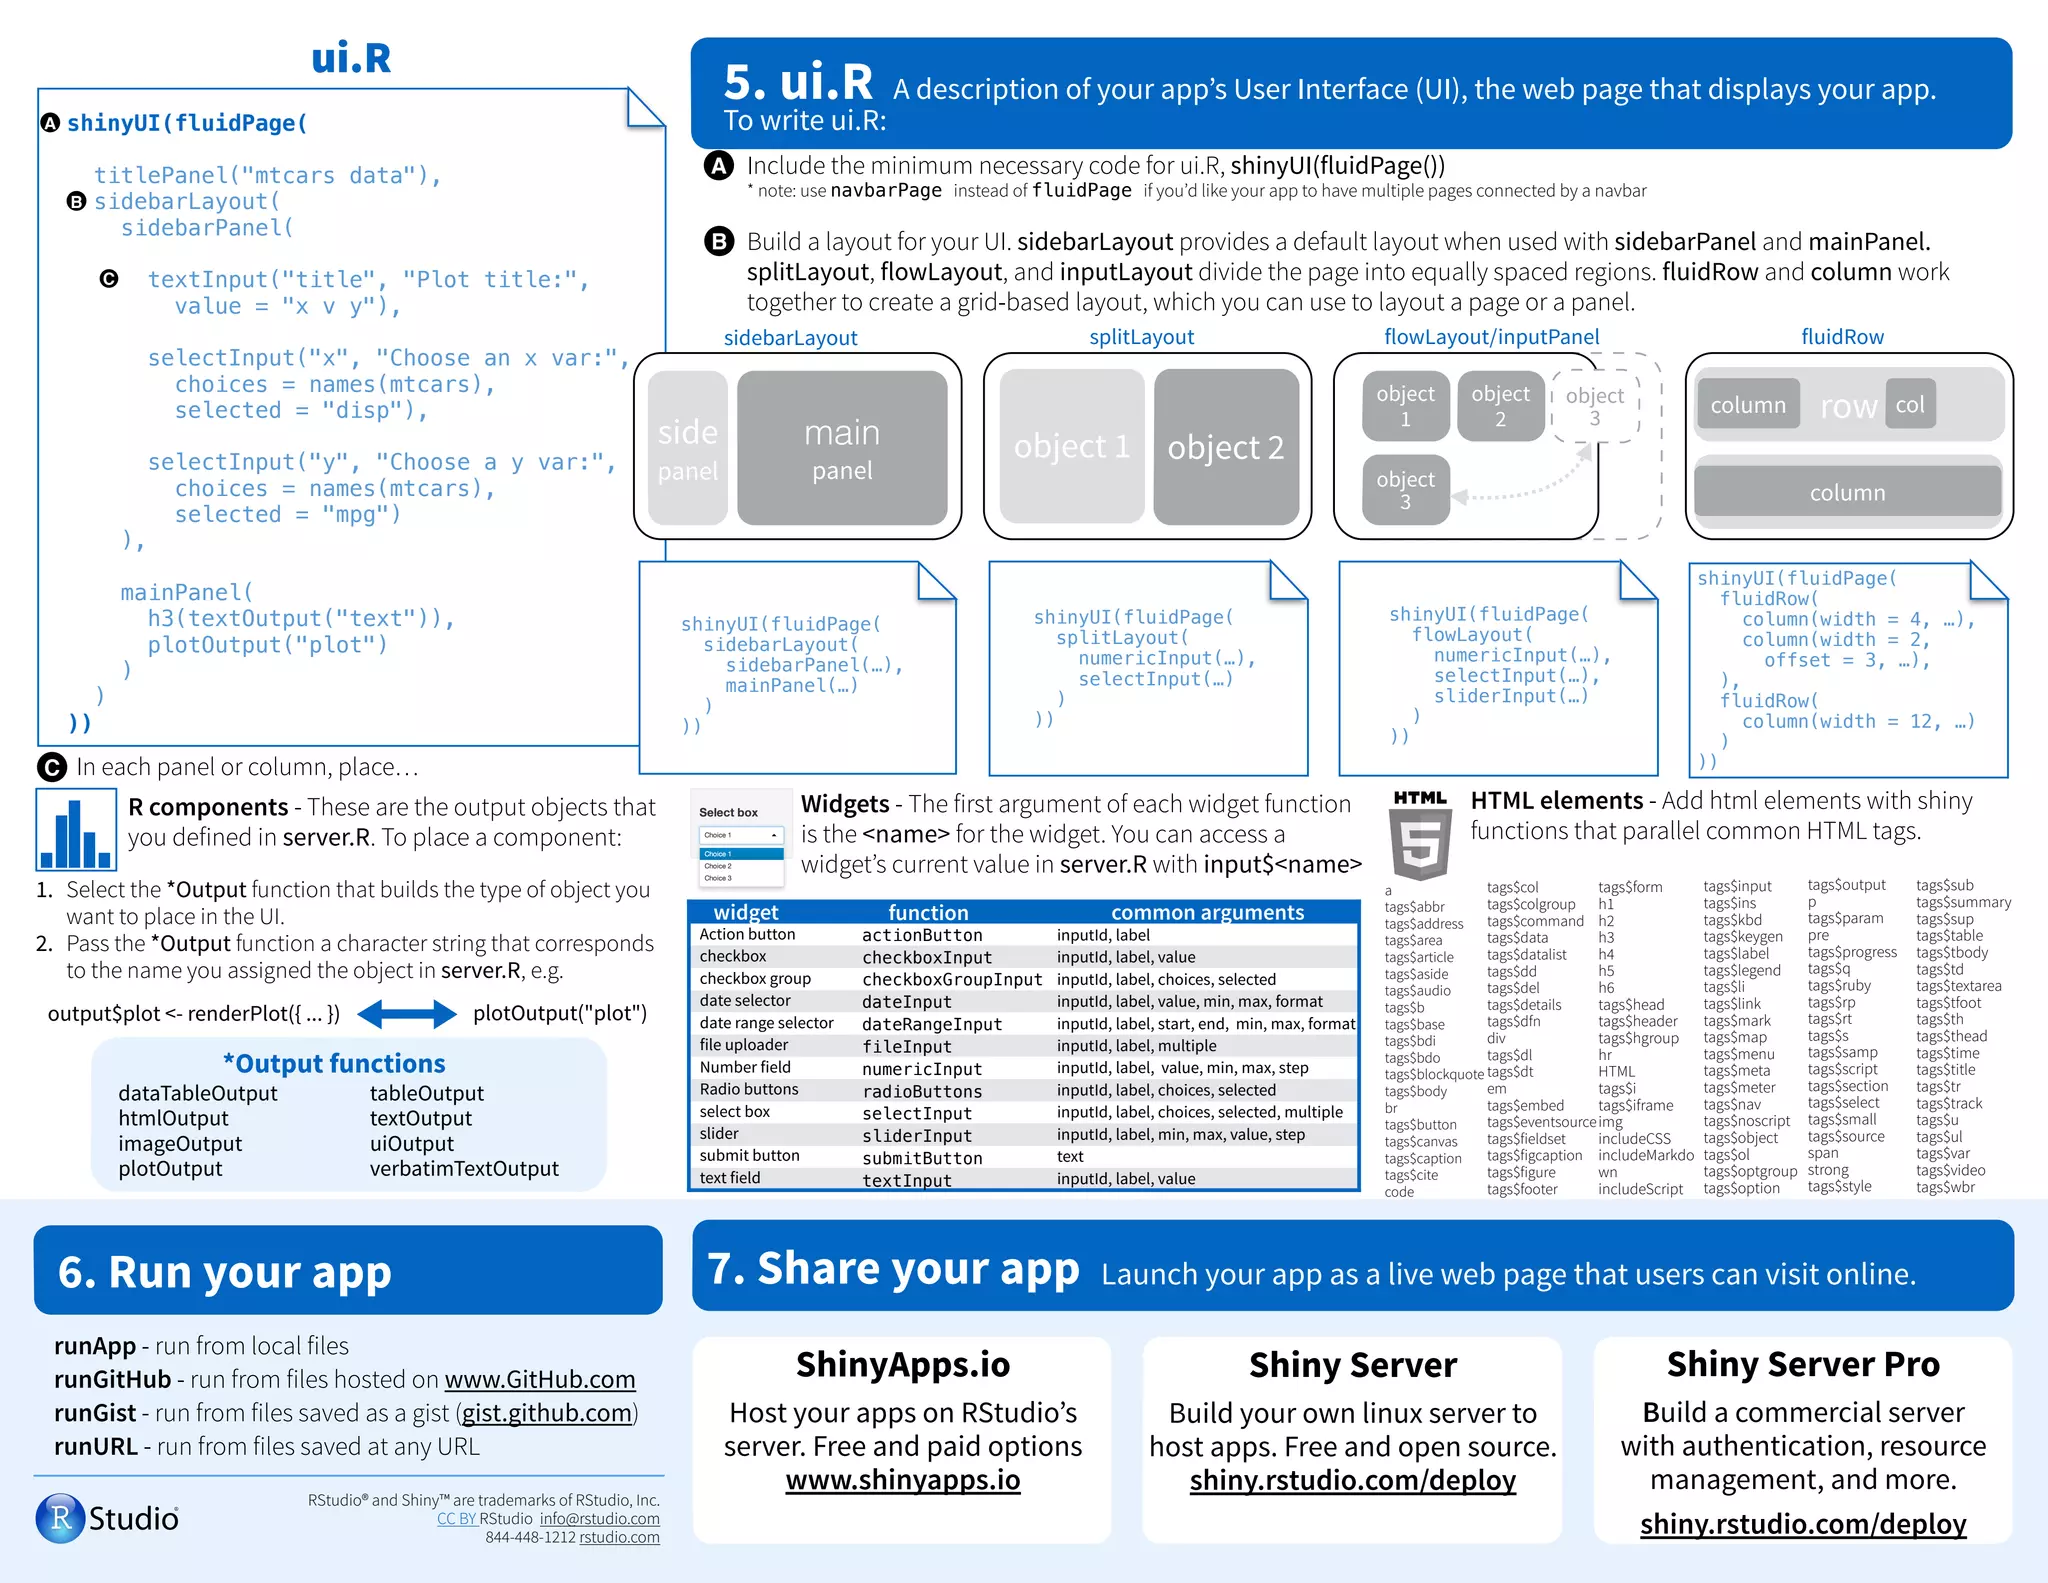 ui.R
A shinyUI(fluidPage(
titlePanel("mtcars data"),
B sidebarLayout(
sidebarPanel(
C textInput("title", "Plot title:",
value = "x v y"),
selectInput("x", "Choose an x var:",
choices = names(mtcars),
selected = "disp"),
selectInput("y", "Choose a y var:",
choices = names(mtcars),
selected = "mpg")
),
mainPanel(
h3(textOutput("text")),
plotOutput("plot")
)
)
))
5. ui.R A description of your app’s User Interface (UI), the web page that displays your app.
To write ui.R:
A Include the minimum necessary code for ui.R, shinyUI(fluidPage())
* note: use navbarPage instead of fluidPage if you’d like your app to have multiple pages connected by a navbar
B Build a layout for your UI. sidebarLayout provides a default layout when used with sidebarPanel and mainPanel.
splitLayout, flowLayout, and inputLayout divide the page into equally spaced regions. fluidRow and column work
together to create a grid-based layout, which you can use to layout a page or a panel.
sidebarLayout
side
panel
main
panel
splitLayout
object 1
object 2
flowLayout/inputPanel
object
1
object
2
object
3
object
3
fluidRow
column
row
col
column
shinyUI(fluidPage(
sidebarLayout(
sidebarPanel(…),
mainPanel(…)
)
))
shinyUI(fluidPage(
splitLayout(
numericInput(…),
selectInput(…)
)
))
shinyUI(fluidPage(
flowLayout(
numericInput(…),
selectInput(…),
sliderInput(…)
)
))
shinyUI(fluidPage(
fluidRow(
column(width = 4, …),
column(width = 2,
offset = 3, …),
),
fluidRow(
column(width = 12, …)
)
))
C In each panel or column, place…
R components - These are the output objects that
you defined in server.R. To place a component:
1. Select the *Output function that builds the type of object you
want to place in the UI.
2. Pass the *Output function a character string that corresponds
to the name you assigned the object in server.R, e.g.
output$plot <- renderPlot({ ... })
plotOutput("plot")
*Output functions
dataTableOutput
htmlOutput
imageOutput
plotOutput
tableOutput
textOutput
uiOutput
verbatimTextOutput
Select box
Choice 1
Choice 1
Choice 2
Choice 3
Widgets - The first argument of each widget function
is the <name> for the widget. You can access a
widget’s current value in server.R with input$<name>
widget function common arguments
Action button actionButton inputId, label
checkbox checkboxInput inputId, label, value
checkbox group checkboxGroupInput inputId, label, choices, selected
date selector dateInput inputId, label, value, min, max, format
date range selector dateRangeInput inputId, label, start, end, min, max, format
file uploader fileInput inputId, label, multiple
Number field numericInput inputId, label, value, min, max, step
Radio buttons radioButtons inputId, label, choices, selected
select box selectInput inputId, label, choices, selected, multiple
slider sliderInput inputId, label, min, max, value, step
submit button submitButton text
text field textInput inputId, label, value
HTML
5
HTML elements - Add html elements with shiny
functions that parallel common HTML tags.
a
tags$abbr
tags$address
tags$area
tags$article
tags$aside
tags$audio
tags$b
tags$base
tags$bdi
tags$bdo
tags$blockquote
tags$body
br
tags$button
tags$canvas
tags$caption
tags$cite
code
tags$col
tags$colgroup
tags$command
tags$data
tags$datalist
tags$dd
tags$del
tags$details
tags$dfn
div
tags$dl
tags$dt
em
tags$embed
tags$eventsource
tags$fieldset
tags$figcaption
tags$figure
tags$footer
tags$form
h1
h2
h3
h4
h5
h6
tags$head
tags$header
tags$hgroup
hr
HTML
tags$i
tags$iframe
img
includeCSS
includeMarkdo
wn
includeScript
tags$input
tags$ins
tags$kbd
tags$keygen
tags$label
tags$legend
tags$li
tags$link
tags$mark
tags$map
tags$menu
tags$meta
tags$meter
tags$nav
tags$noscript
tags$object
tags$ol
tags$optgroup
tags$option
tags$output
p
tags$param
pre
tags$progress
tags$q
tags$ruby
tags$rp
tags$rt
tags$s
tags$samp
tags$script
tags$section
tags$select
tags$small
tags$source
span
strong
tags$style
tags$sub
tags$summary
tags$sup
tags$table
tags$tbody
tags$td
tags$textarea
tags$tfoot
tags$th
tags$thead
tags$time
tags$title
tags$tr
tags$track
tags$u
tags$ul
tags$var
tags$video
tags$wbr
6. Run your app
runApp - run from local files
runGitHub - run from files hosted on www.GitHub.com
runGist - run from files saved as a gist (gist.github.com)
runURL - run from files saved at any URL
R Studio®
RStudio® and Shiny™ are trademarks of RStudio, Inc.
CC BY RStudio info@rstudio.com
844-448-1212 rstudio.com
7. Share your app Launch your app as a live web page that users can visit online.
ShinyApps.io
Host your apps on RStudio’s
server. Free and paid options
www.shinyapps.io
Shiny Server
Build your own linux server to
host apps. Free and open source.
shiny.rstudio.com/deploy
Shiny Server Pro
Build a commercial server
with authentication, resource
management, and more.
shiny.rstudio.com/deploy